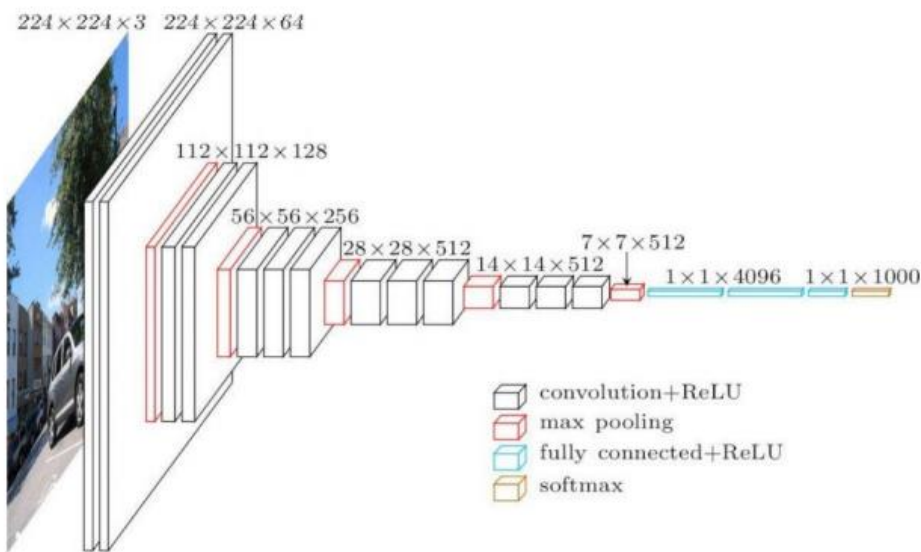 224×224×3
224×224×64
112×112×128
56×56×256
28×28×512
14×14×512
7×7×512
1×1×4096
1×1×1000
convolution+ReLU
max pooling
fully connected+ReLU
softmax